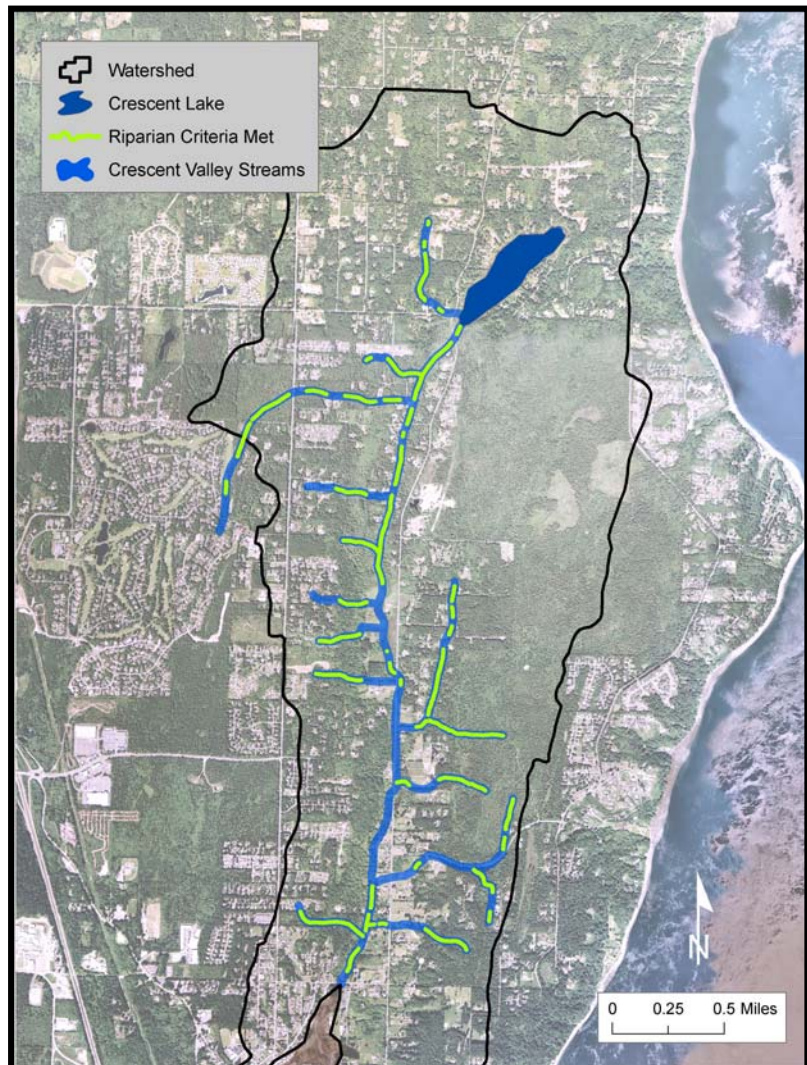 Watershed
Crescent Lake
Riparian Criteria Met
Crescent Valley Streams
N
0 0.25 0.5 Miles